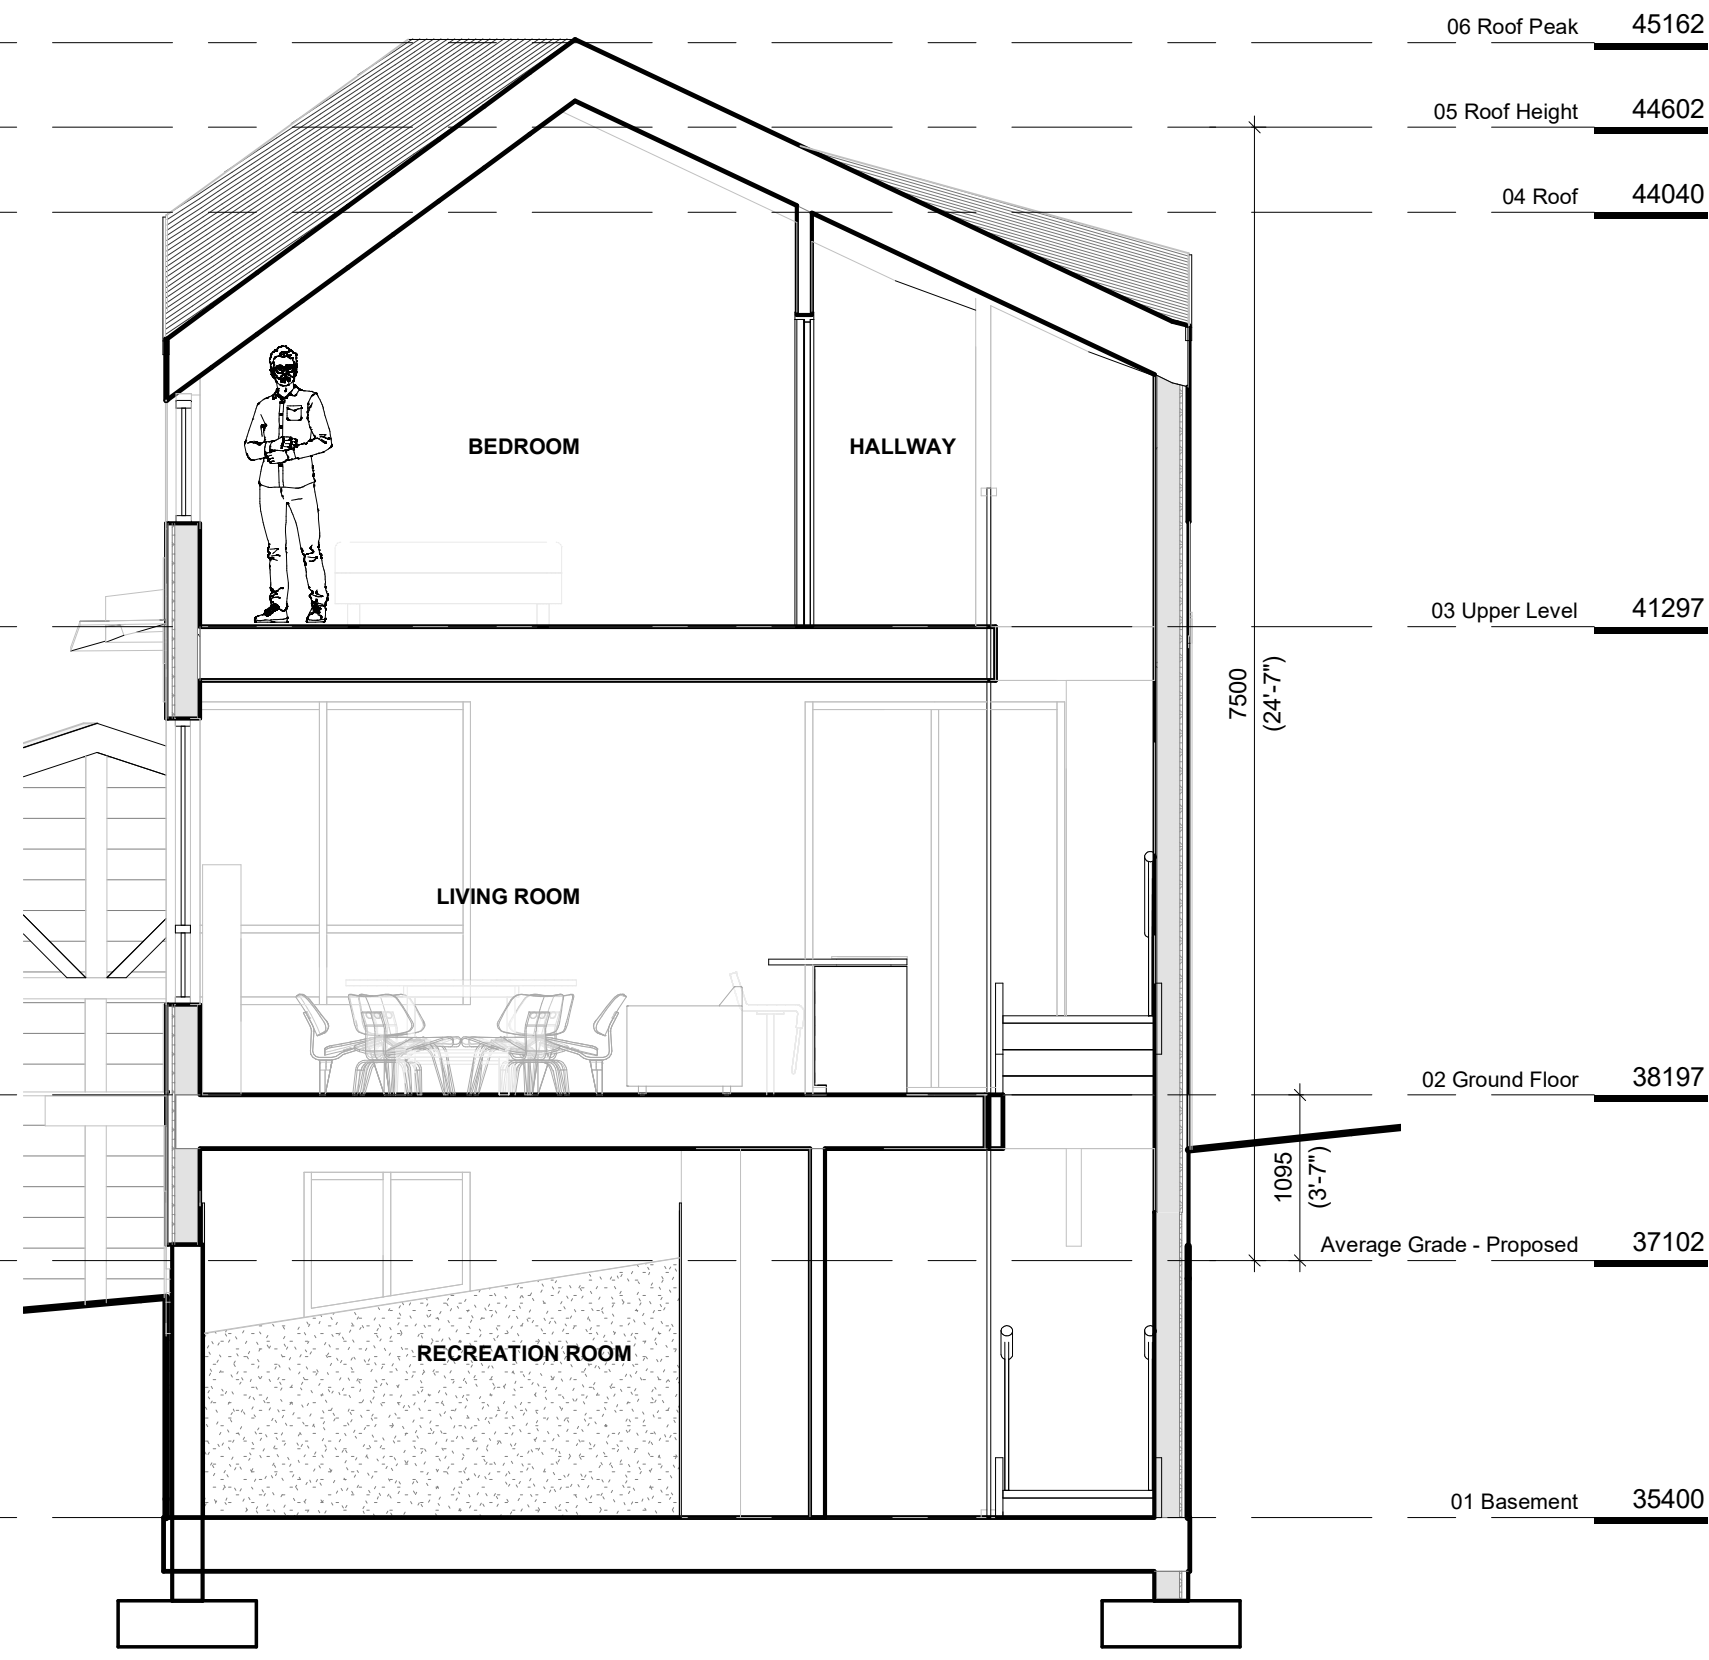 06 Roof Peak 45162
05 Roof Height 44602
04 Roof 44040
BEDROOM
HALLWAY
03 Upper Level 41297
7500
(24'-7")
LIVING ROOM
02 Ground Floor 38197
1095
(3'-7")
Average Grade - Proposed 37102
RECREATION ROOM
01 Basement 35400